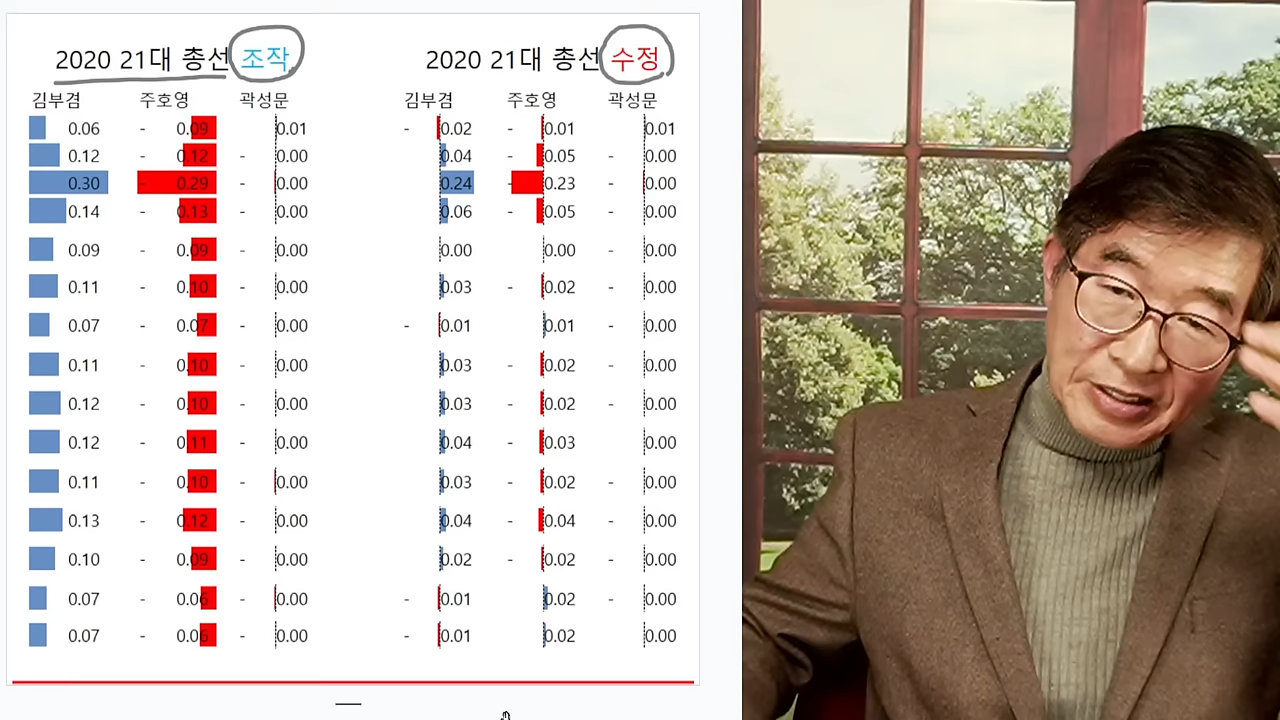 2020 21대 총선 조작
김부겸 주호영 곽성문
0.06 - 0.09 0.01
0.12 - 0.12 - 0.00
0.30 - 0.29 - 0.00
0.14 - 0.13 - 0.00
0.09 - 0.09 - 0.00
0.11 - 0.10 - 0.00
0.07 - 0.07 - 0.00
0.11 - 0.10 - 0.00
0.12 - 0.10 - 0.00
0.12 - 0.11 - 0.00
0.11 - 0.10 - 0.00
0.13 - 0.12 - 0.00
0.10 - 0.09 - 0.00
0.07 - 0.06 - 0.00
0.07 - 0.06 - 0.00
2020 21대 총선 수정
김부겸 주호영 곽성문
- 0.02 - 0.01 0.01
0.04 - 0.05 - 0.00
0.24 - 0.23 - 0.00
0.06 - 0.05 - 0.00
0.00 0.00 - 0.00
0.03 - 0.02 - 0.00
- 0.01 0.01 - 0.00
0.03 - 0.02 - 0.00
0.03 - 0.02 - 0.00
0.04 - 0.03 - 0.00
0.03 - 0.02 - 0.00
0.04 - 0.04 - 0.00
0.02 - 0.02 - 0.00
- 0.01 0.02 - 0.00
- 0.01 0.02 - 0.00